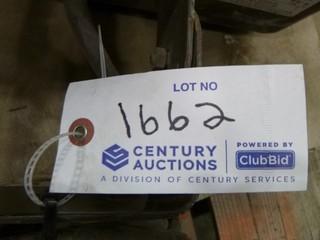 LOT NO
1662
CENTURY AUCTIONS
POWERED BY
ClubBid
A DIVISION OF CENTURY SERVICES